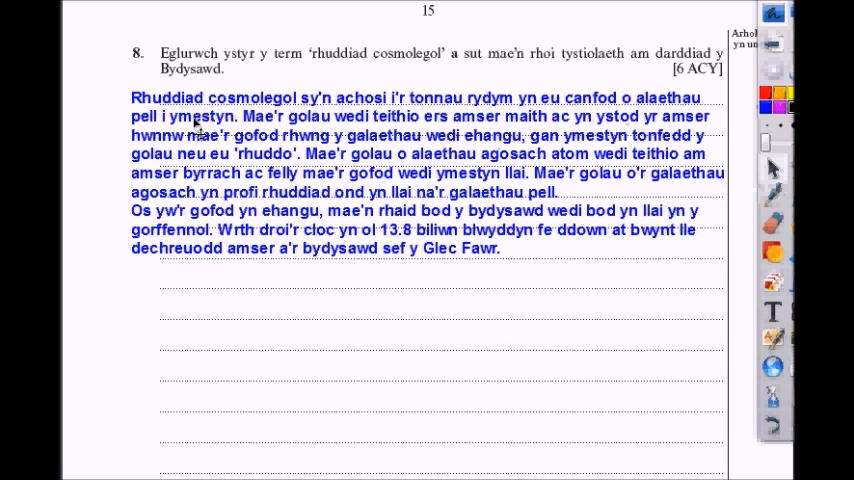 15
Arhol
yn un
8. Eglurwch ystyr y term ‘rhuddiad cosmolegol’ a sut mae'n rhoi tystiolaeth am darddiad y
Bydysawd. [6 ACY]
Rhuddiad cosmolegol sy'n achosi i'r tonnau rydym yn eu canfod o alaethau
pell i ymestyn. Mae'r golau wedi teithio ers amser maith ac yn ystod yr amser
hwnnw mae'r gofod rhwng y galaethau wedi ehangu, gan ymestyn tonfedd y
golau neu eu 'rhuddo'. Mae'r golau o alaethau agosach atom wedi teithio am
amser byrrach ac felly mae'r gofod wedi ymestyn llai. Mae'r golau o'r galaethau
agosach yn profi rhuddiad ond yn llai na'r galaethau pell.
Os yw'r gofod yn ehangu, mae'n rhaid bod y bydysawd wedi bod yn llai yn y
gorffennol. Wrth droi'r cloc yn ol 13.8 biliwn blwyddyn fe ddown at bwynt lle
dechreuodd amser a'r bydysawd sef y Glec Fawr.